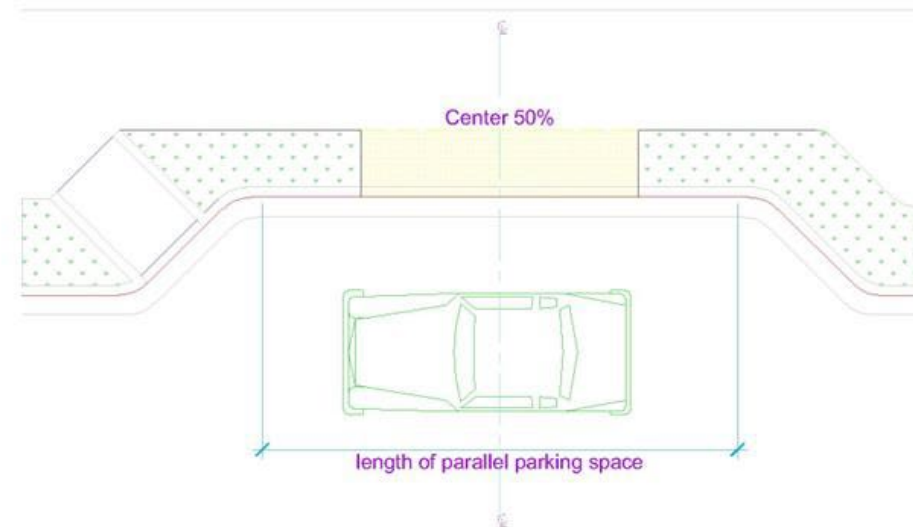 ℄
Center 50%
length of parallel parking space
℄